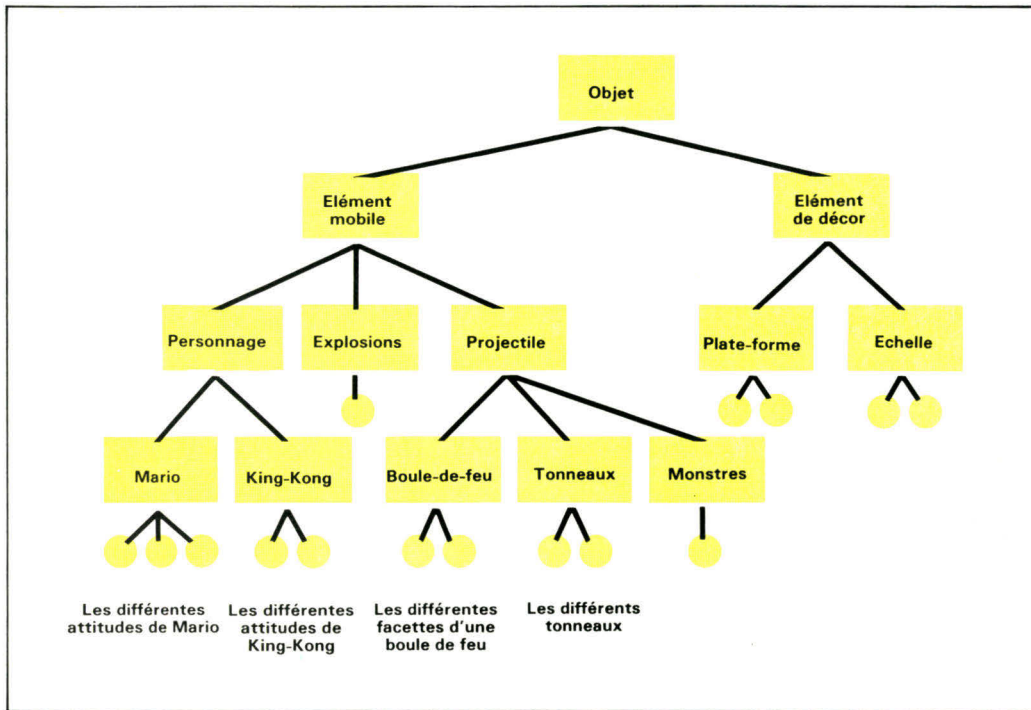 Objet
Elément
mobile
Elément
de décor
Personnage
Explosions
Projectile
Plate-forme
Echelle
Mario
King-Kong
Boule-de-feu
Tonneaux
Monstres
Les différentes
attitudes de Mario
Les différentes
attitudes de
King-Kong
Les différentes
facettes d'une
boule de feu
Les différents
tonneaux